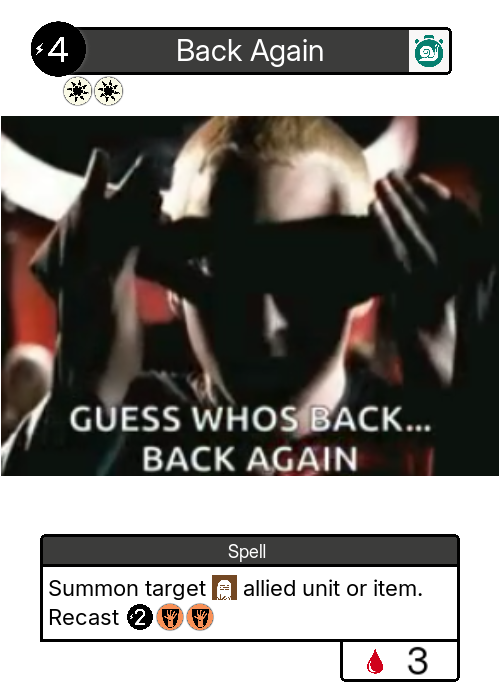 4
Back Again
GUESS WHOS BACK...
BACK AGAIN
Spell
Summon target allied unit or item.
Recast 2
3